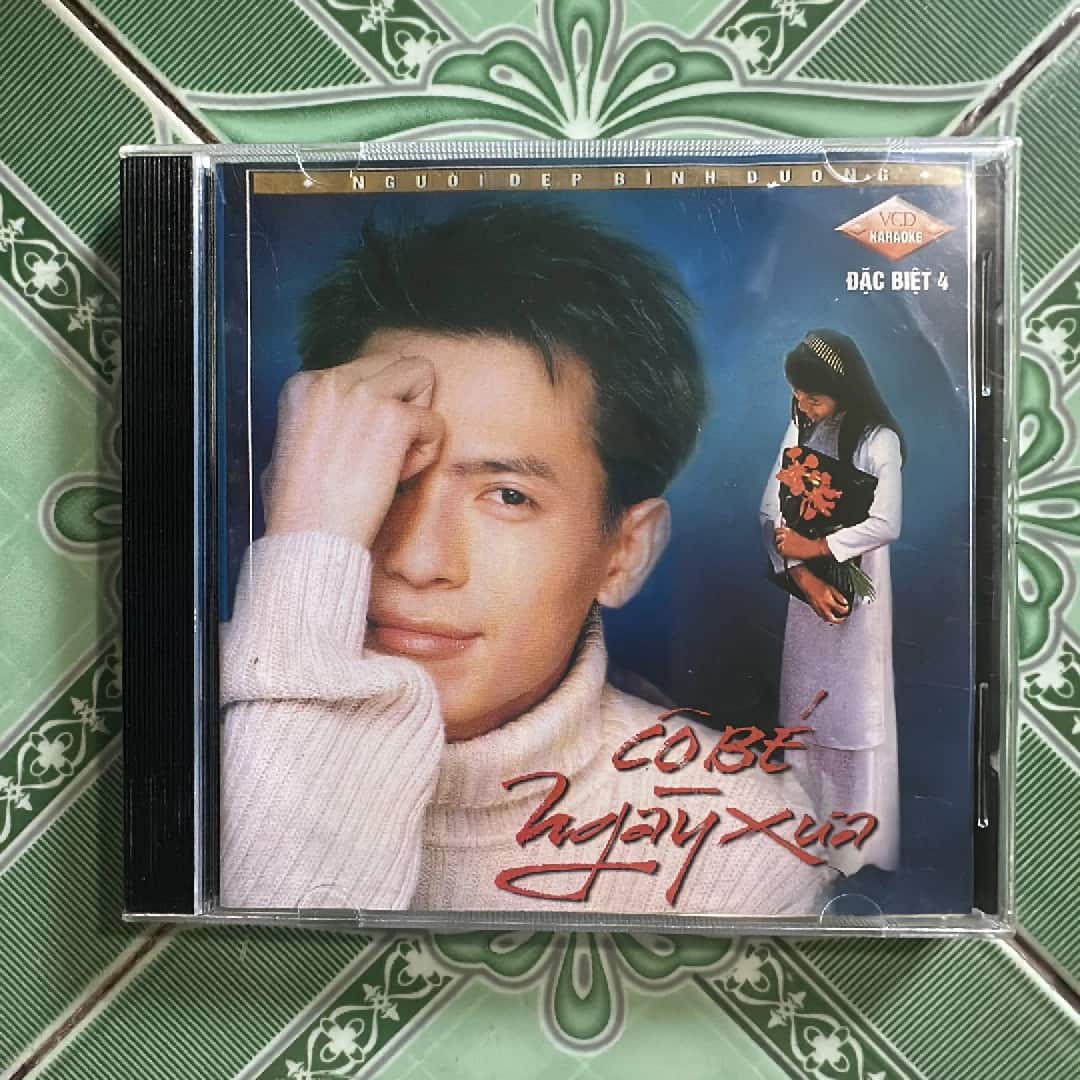 NGƯỜI ĐẸP BÌNH DƯƠNG
VCD
KARAOKE
ĐẶC BIỆT 4
CÔ BÉ
Ngày xưa